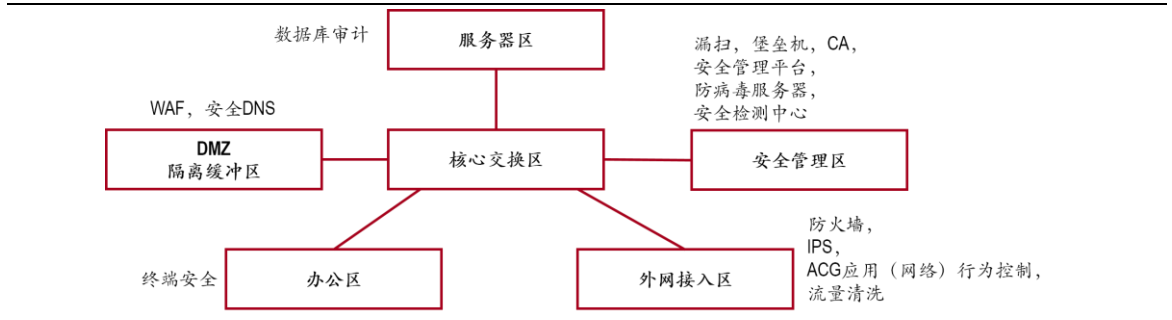 数据库审计
服务器区
漏扫，堡垒机，CA，
安全管理平台，
防病毒服务器，
安全检测中心
WAF，安全DNS
DMZ
隔离缓冲区
核心交换区
安全管理区
终端安全
办公区
外网接入区
防火墙，
IPS，
ACG应用（网络）行为控制，
流量清洗